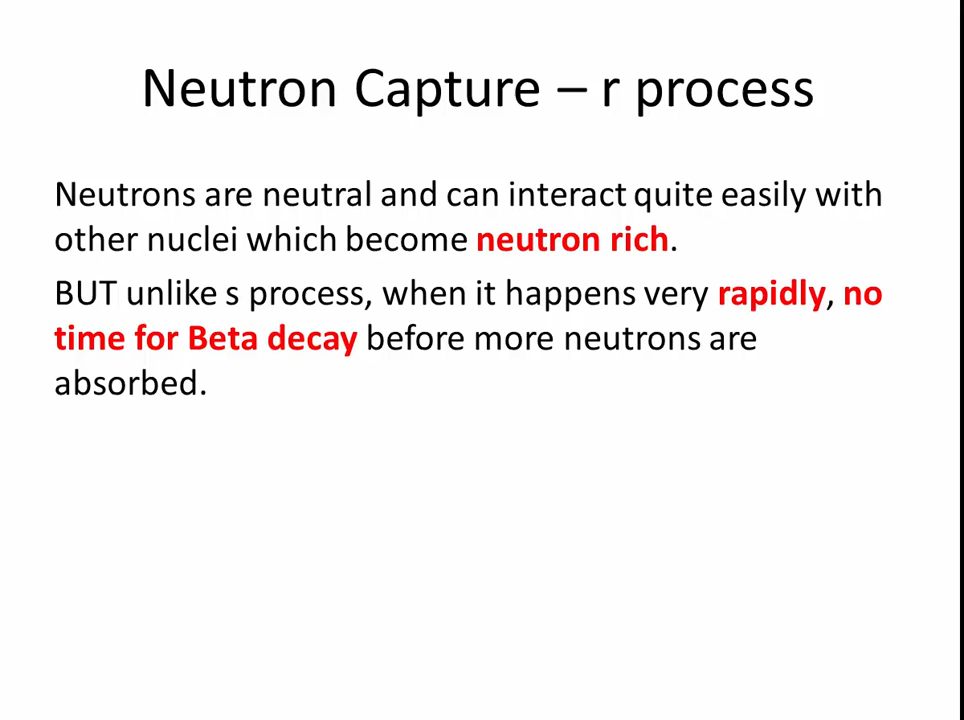 Neutron Capture – r process
Neutrons are neutral and can interact quite easily with
other nuclei which become neutron rich.
BUT unlike s process, when it happens very rapidly, no
time for Beta decay before more neutrons are
absorbed.